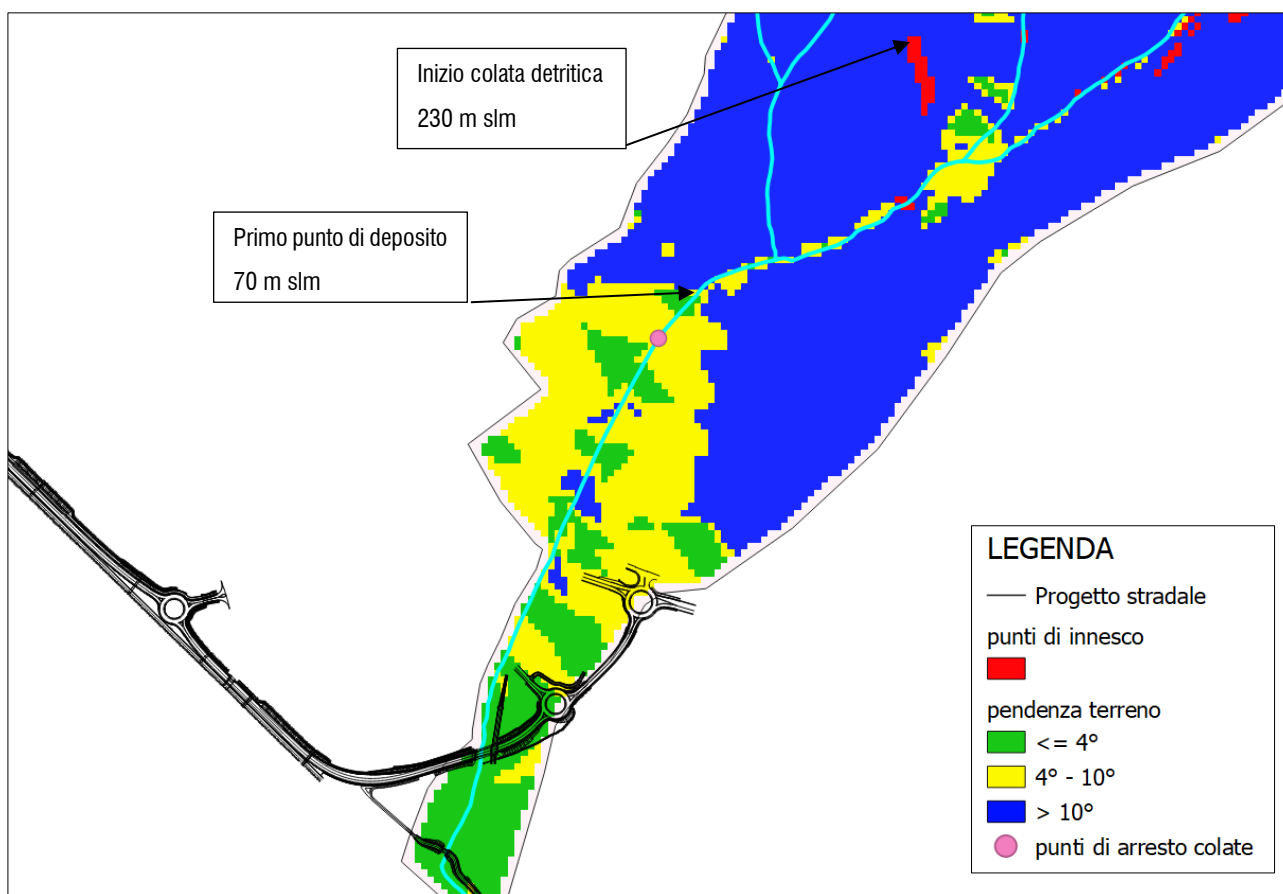 Inizio colata detritica
230 m slm
Primo punto di deposito
70 m slm
LEGENDA
Progetto stradale
punti di innesco
pendenza terreno
<= 4°
4° - 10°
> 10°
punti di arresto colate